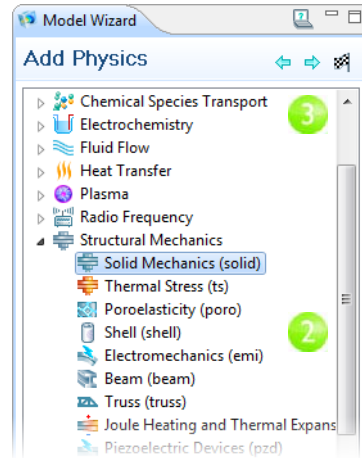 Model Wizard
Add Physics
Chemical Species Transport
3
Electrochemistry
Fluid Flow
Heat Transfer
Plasma
Radio Frequency
Structural Mechanics
Solid Mechanics (solid)
Thermal Stress (ts)
Poroelasticity (poro)
Shell (shell)
2
Electromechanics (emi)
Beam (beam)
Truss (truss)
Joule Heating and Thermal Expans
Piezoelectric Devices (pzd)